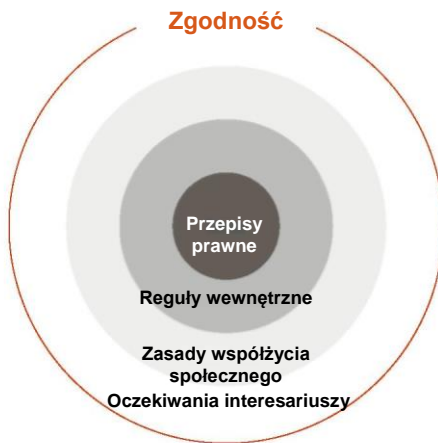 Zgodność
Przepisy
prawne
Reguły wewnętrzne
Zasady współżycia
społecznego
Oczekiwania interesariuszy